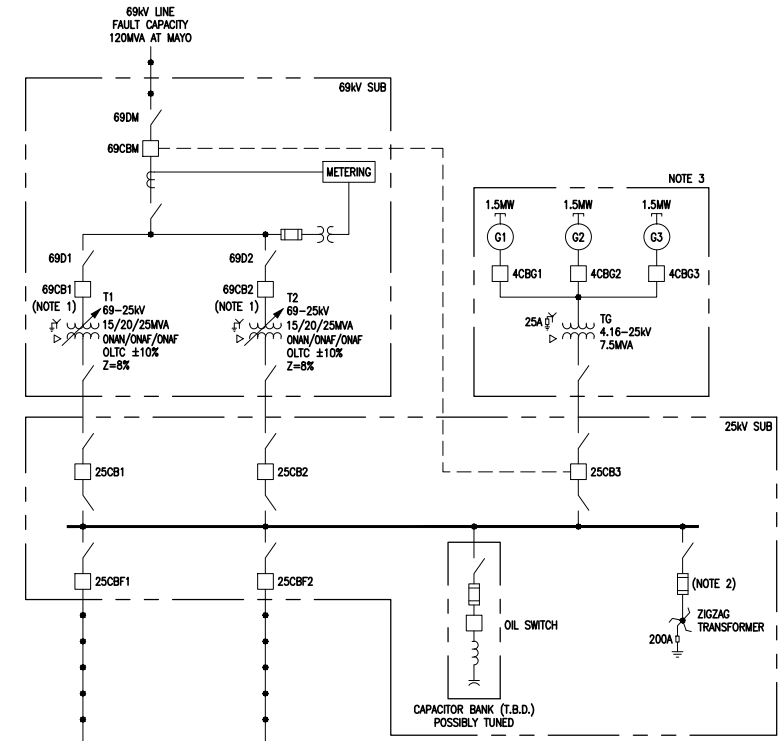 69kV LINE
FAULT CAPACITY
120MVA AT MAYO
69kV SUB
69DM
69CBM
METERING
NOTE 3
1.5MW
1.5MW
1.5MW
G1
G2
G3
4CBG1
4CBG2
4CBG3
69D1
69D2
69CB1
(NOTE 1)
T1
69-25kV
15/20/25MVA
ONAN/ONAF/ONAF
OLTC ±10%
Z=8%
69CB2
(NOTE 1)
T2
69-25kV
15/20/25MVA
ONAN/ONAF/ONAF
OLTC ±10%
Z=8%
25A
TG
4.16-25kV
7.5MVA
25kV SUB
25CB1
25CB2
25CB3
25CBF1
25CBF2
(NOTE 2)
OIL SWITCH
ZIGZAG
TRANSFORMER
200A
CAPACITOR BANK (T.B.D.)
POSSIBLY TUNED